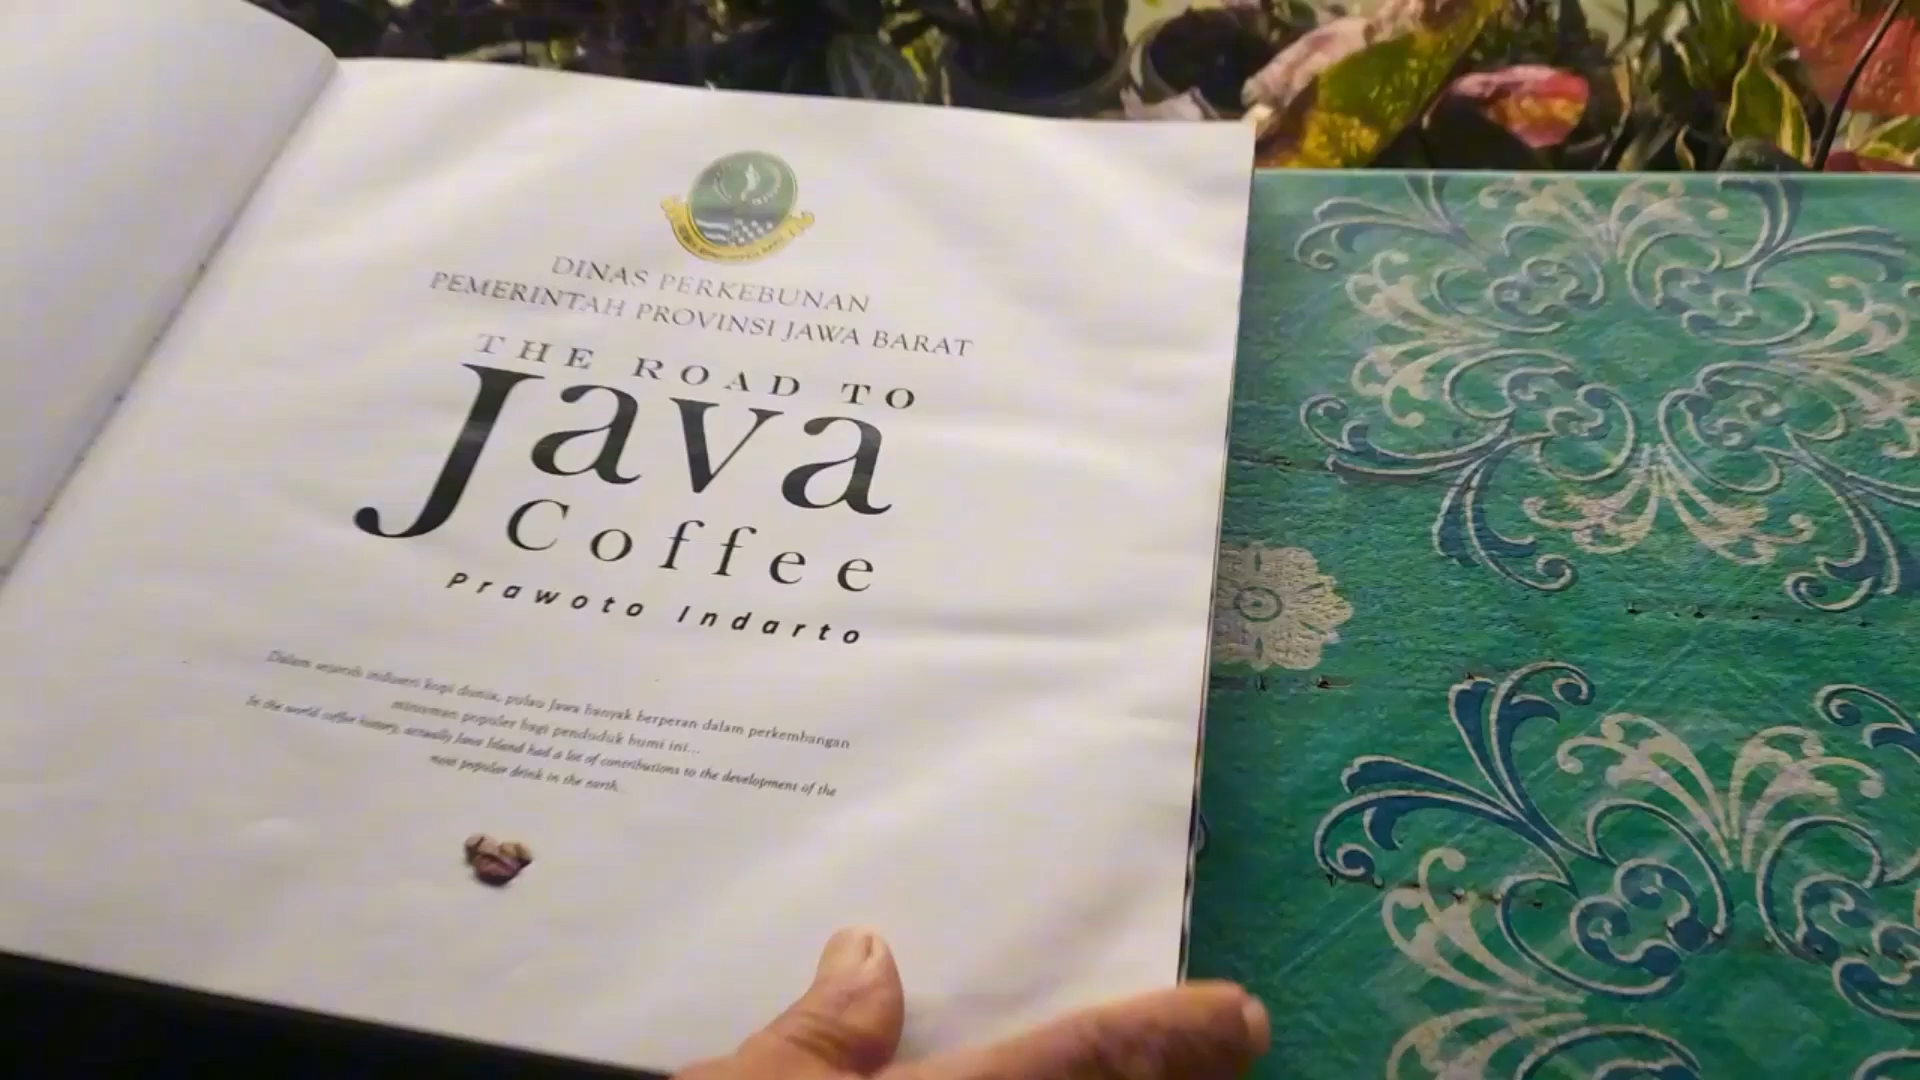 DINAS PERKEBUNAN
PEMERINTAH PROVINSI JAWA BARAT
THE ROAD TO
Java
Coffee
Prawoto Indarto
Dalam sejarah industri kopi dunia, pulau Jawa banyak berperan dalam perkembangan
minuman populer bagi penduduk bumi ini...
In the world coffee history, actually Java Island had a lot of contributions to the development of the
most populer drink in the earth...